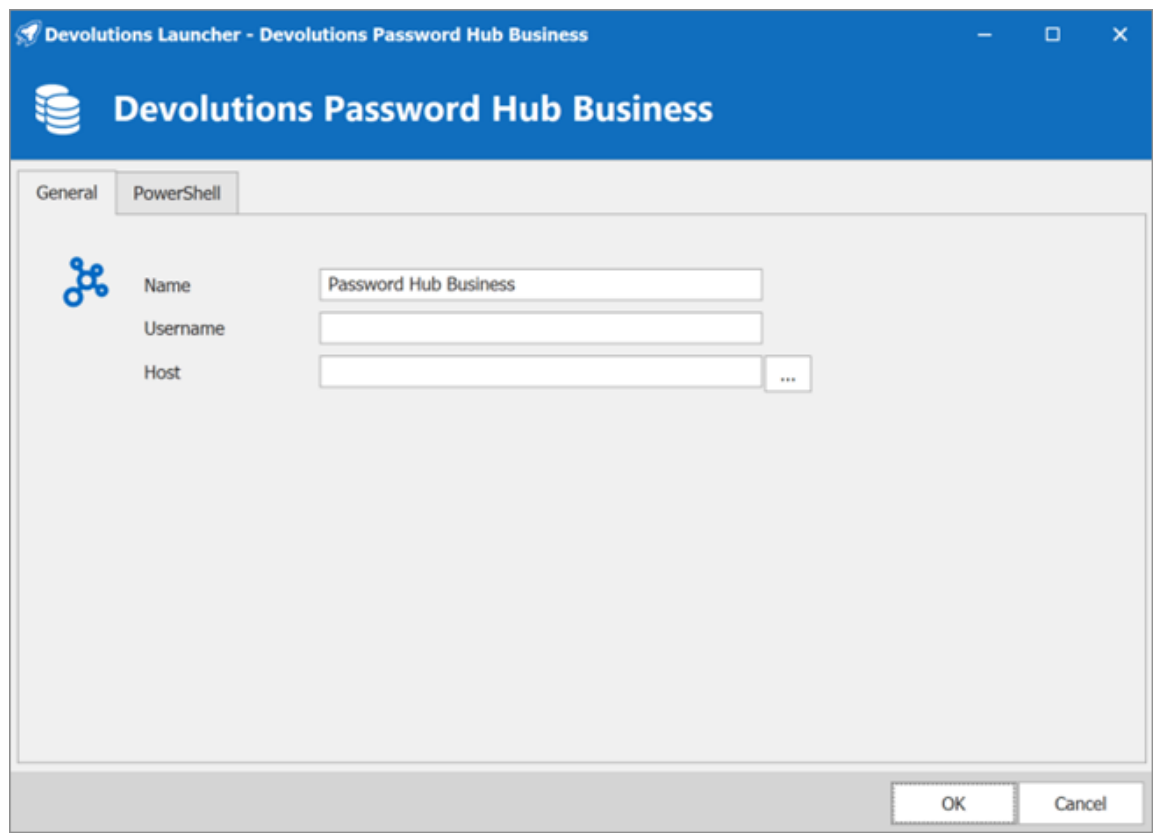 Devolutions Launcher - Devolutions Password Hub Business
Devolutions Password Hub Business
General PowerShell
Name Password Hub Business
Username
Host ...
OK Cancel